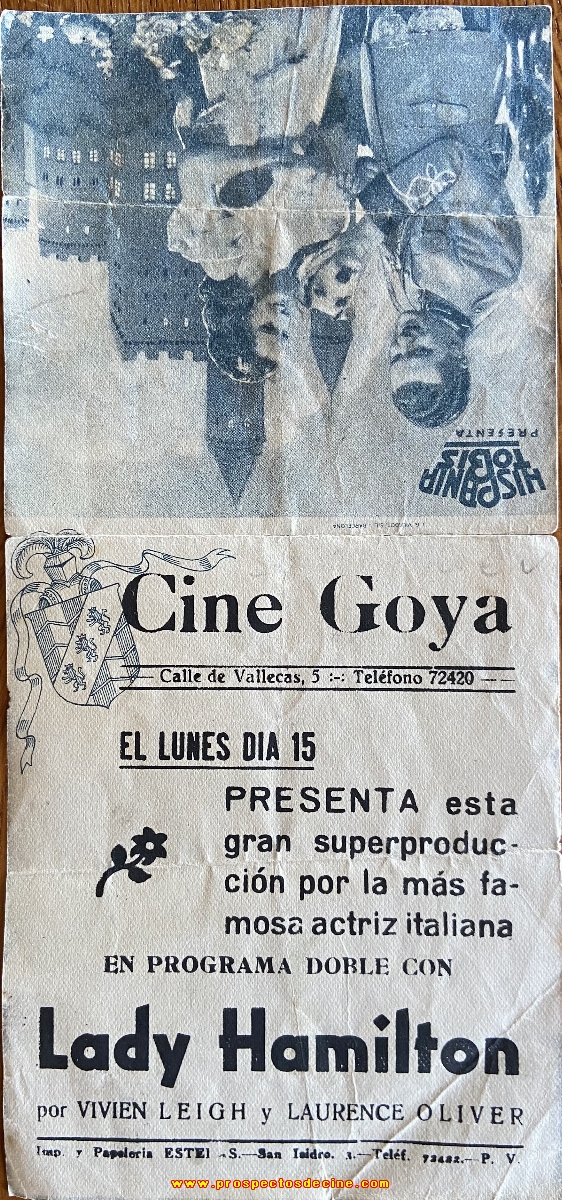 HISPANIA
TOBIS
PRESENTA
BARCELONA
Cine Goya
Calle de Vallecas, 5 :-: Teléfono 72420
EL LUNES DIA 15
PRESENTA esta
gran superproduc-
ción por la más fa-
mosa actriz italiana
EN PROGRAMA DOBLE CON
Lady Hamilton
por VIVIEN LEIGH y LAURENCE OLIVER
Imp. y Papelería S.—San Isidro. Teléf. 72482.—P. V.
www.prospectosdecine.com